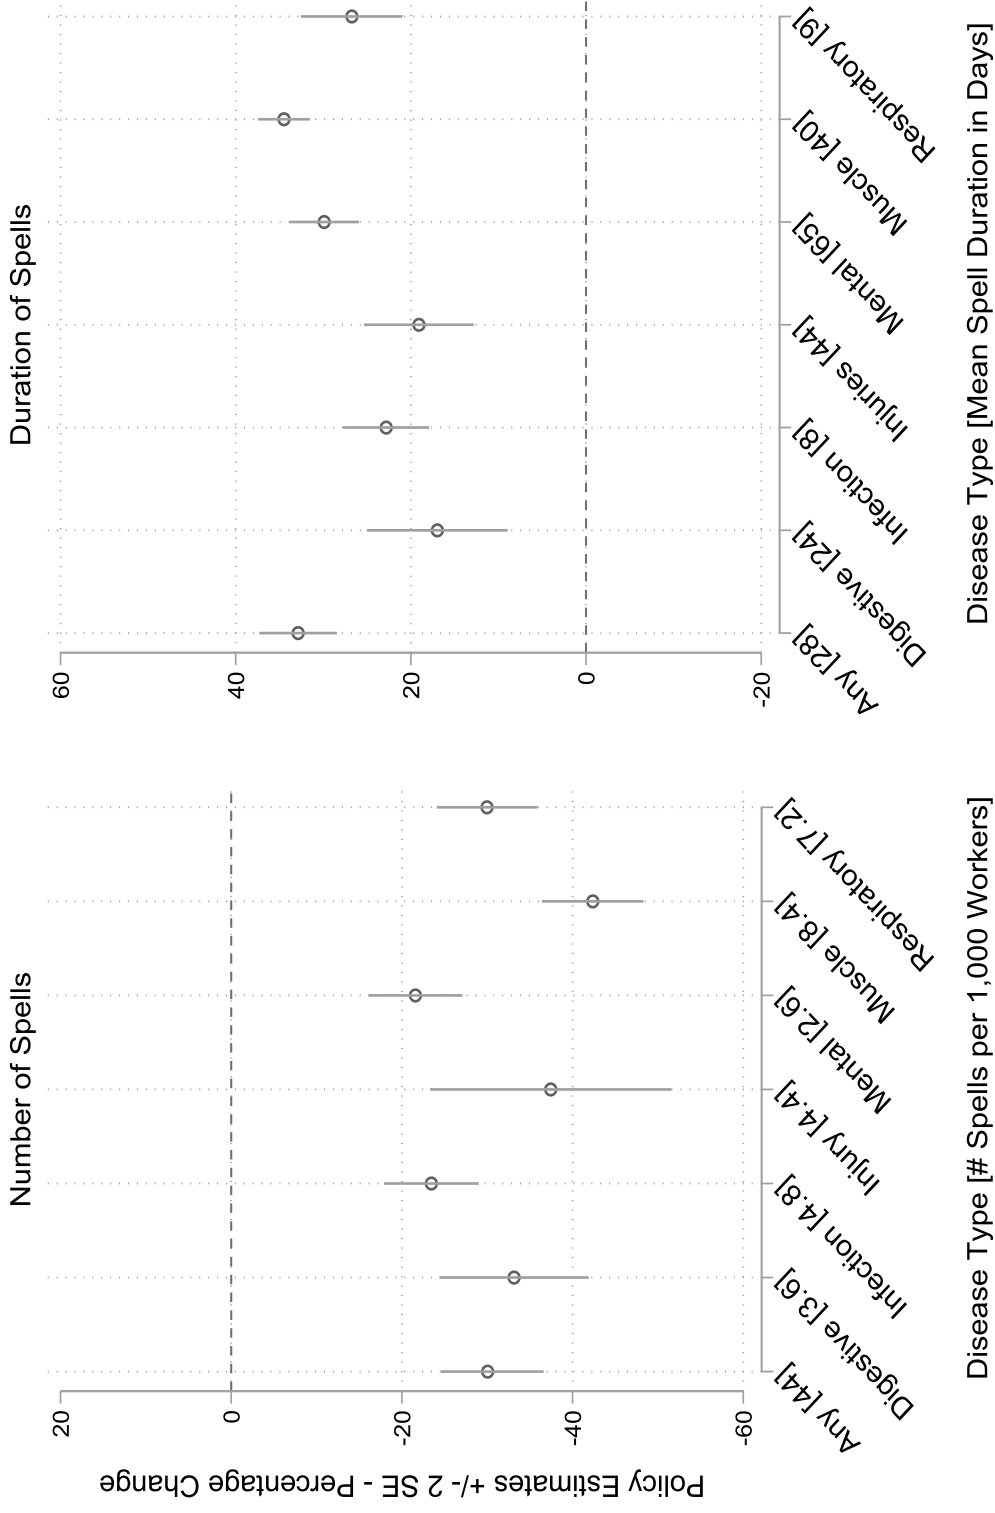 Number of Spells
Policy Estimates +/- 2 SE - Percentage Change
20
0
-20
-40
-60
Any [44]
Digestive [3.6]
Infection [4.8]
Injury [4.4]
Mental [2.6]
Muscle [8.4]
Respiratory [7.2]
Disease Type [# Spells per 1,000 Workers]
Duration of Spells
60
40
20
0
-20
Any [28]
Digestive [24]
Infection [8]
Injuries [44]
Mental [65]
Muscle [40]
Respiratory [9]
Disease Type [Mean Spell Duration in Days]